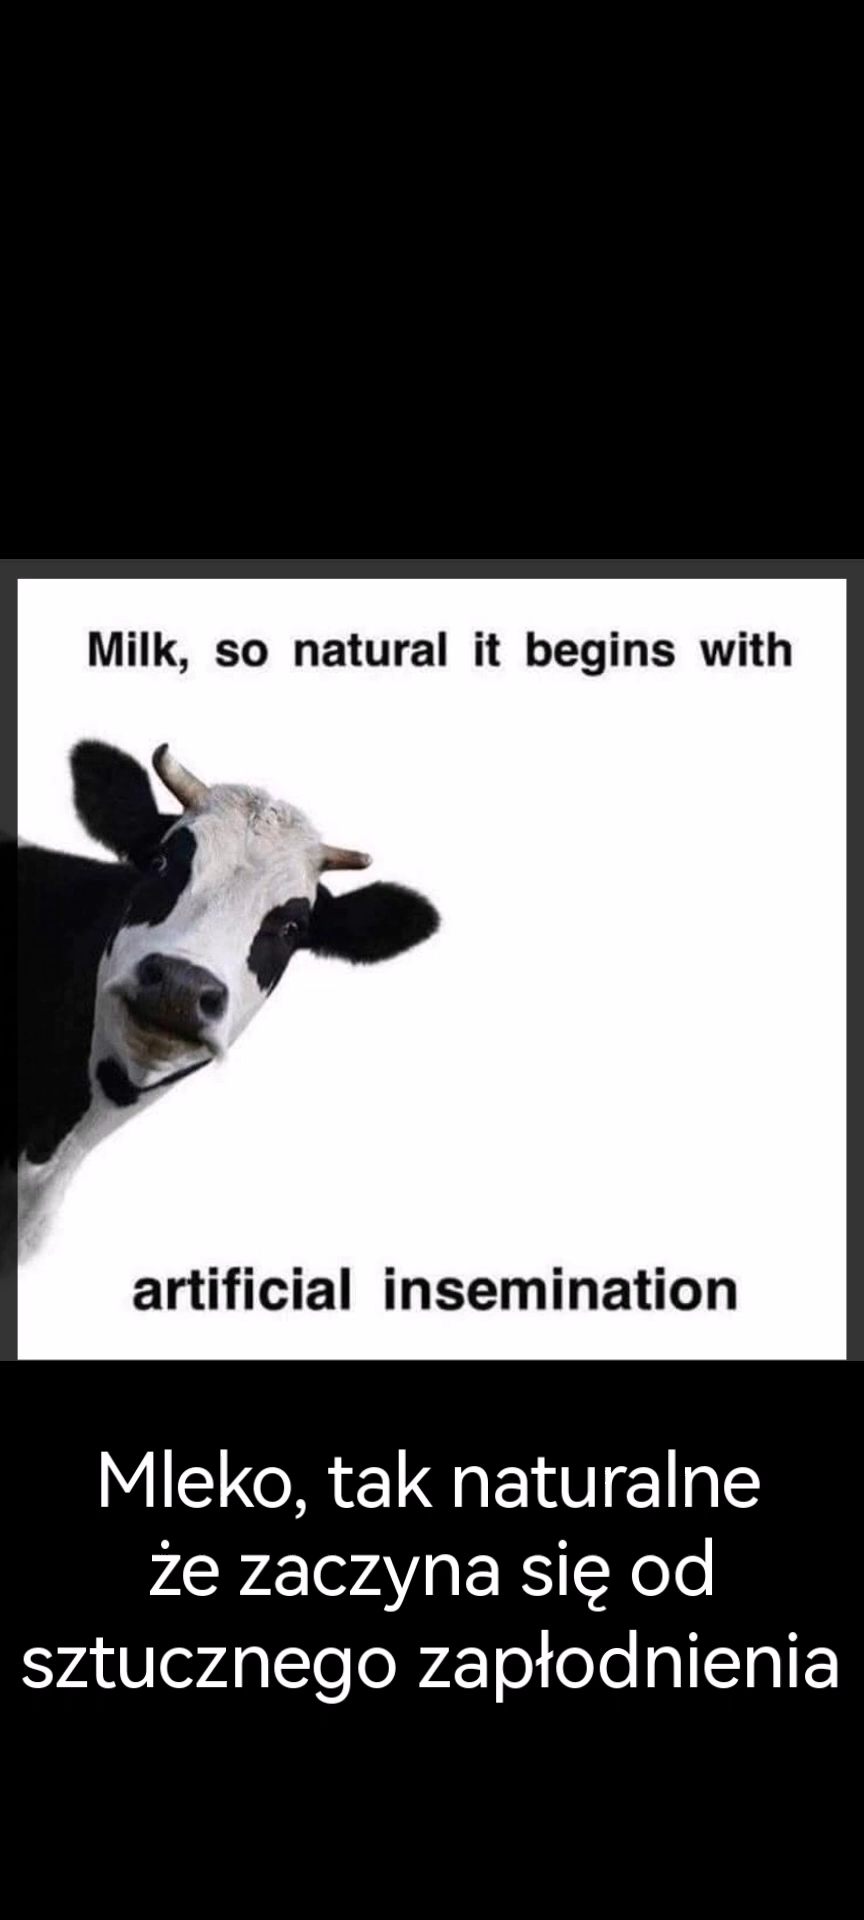 Milk, so natural it begins with
artificial insemination
Mleko, tak naturalne
że zaczyna się od
sztucznego zapłodnienia